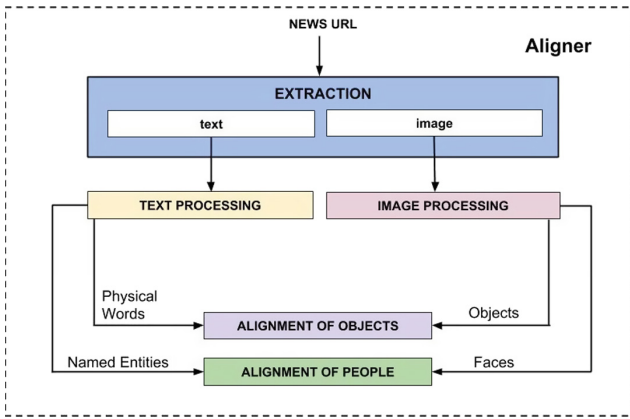 NEWS URL
Aligner
EXTRACTION
text
image
TEXT PROCESSING
IMAGE PROCESSING
Physical
Words
Objects
ALIGNMENT OF OBJECTS
Named Entities
Faces
ALIGNMENT OF PEOPLE